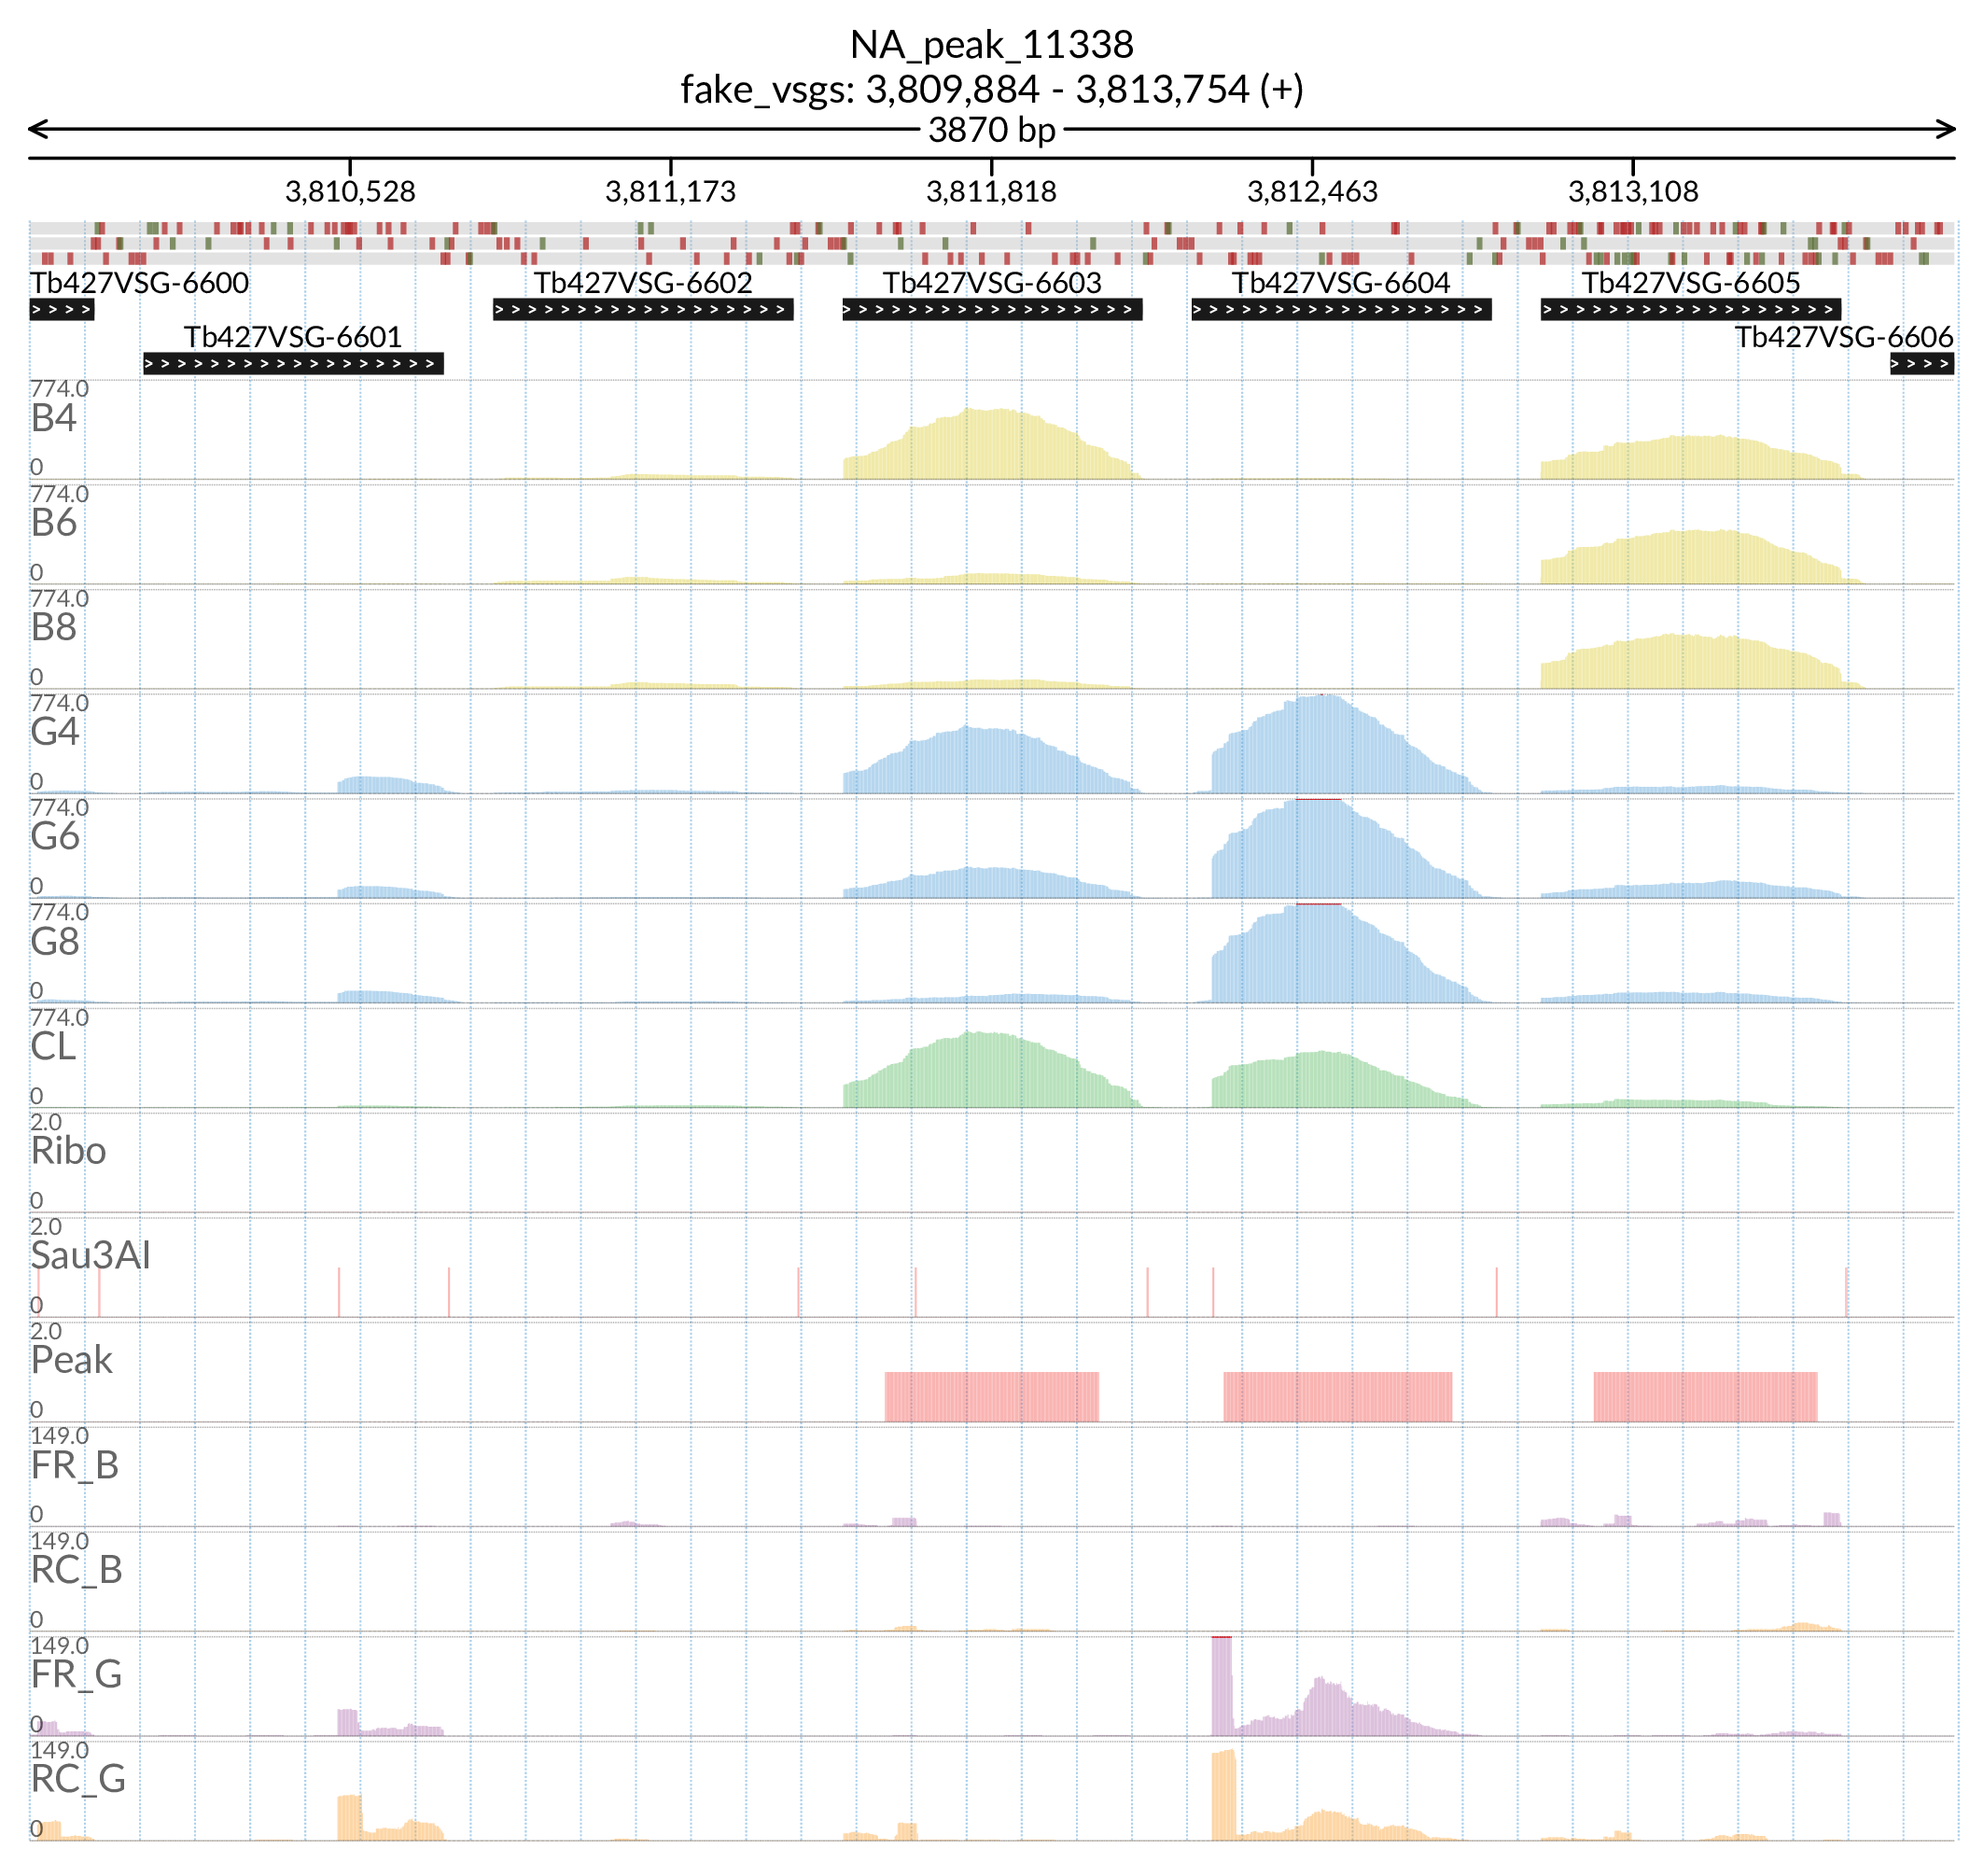 NA_peak_11338
fake_vsgs: 3,809,884 - 3,813,754 (+)
3870 bp
3,810,528 3,811,173 3,811,818 3,812,463 3,813,108
Tb427VSG-6600 Tb427VSG-6602 Tb427VSG-6603 Tb427VSG-6604 Tb427VSG-6605
Tb427VSG-6601 Tb427VSG-6606
774.0
B4
0
774.0
B6
0
774.0
B8
0
774.0
G4
0
774.0
G6
0
774.0
G8
0
774.0
CL
0
2.0
Ribo
0
2.0
Sau3AI
0
2.0
Peak
0
149.0
FR_B
0
149.0
RC_B
0
149.0
FR_G
0
149.0
RC_G
0